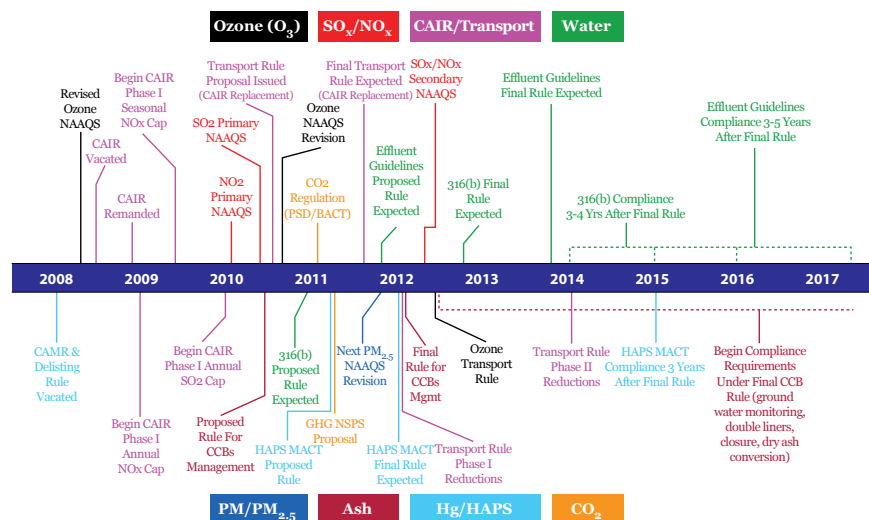 Ozone (O3)
SOx/NOx
CAIR/Transport
Water
Revised
Ozone
NAAQS
CAIR
Vacated
Begin CAIR
Phase I
Seasonal
NOx Cap
CAIR
Remanded
SO2 Primary
NAAQS
NO2
Primary
NAAQS
Transport Rule
Proposal Issued
(CAIR Replacement)
Ozone
NAAQS
Revision
CO2
Regulation
(PSD/BACT)
Final Transport
Rule Expected
(CAIR Replacement)
Effluent
Guidelines
Proposed
Rule
Expected
SOx/NOx
Secondary
NAAQS
316(b) Final
Rule
Expected
Effluent Guidelines
Final Rule Expected
316(b) Compliance
3-4 Yrs After Final Rule
Effluent Guidelines
Compliance 3-5 Years
After Final Rule
2008 2009 2010 2011 2012 2013 2014 2015 2016 2017
CAMR &
Delisting
Rule
Vacated
Begin CAIR
Phase I
Annual
NOx Cap
Begin CAIR
Phase I Annual
SO2 Cap
Proposed
Rule For
CCBs
Management
316(b)
Proposed
Rule
Expected
HAPS MACT
Proposed
Rule
GHG NSPS
Proposal
Next PM2.5
NAAQS
Revision
HAPS MACT
Final Rule
Expected
Final
Rule for
CCBs
Mgmt
Transport Rule
Phase I
Reductions
Ozone
Transport
Rule
Transport Rule
Phase II
Reductions
HAPS MACT
Compliance 3 Years
After Final Rule
Begin Compliance
Requirements
Under Final CCB
Rule (ground
water monitoring,
double liners,
closure, dry ash
conversion)
PM/PM2.5
Ash
Hg/HAPS
CO2